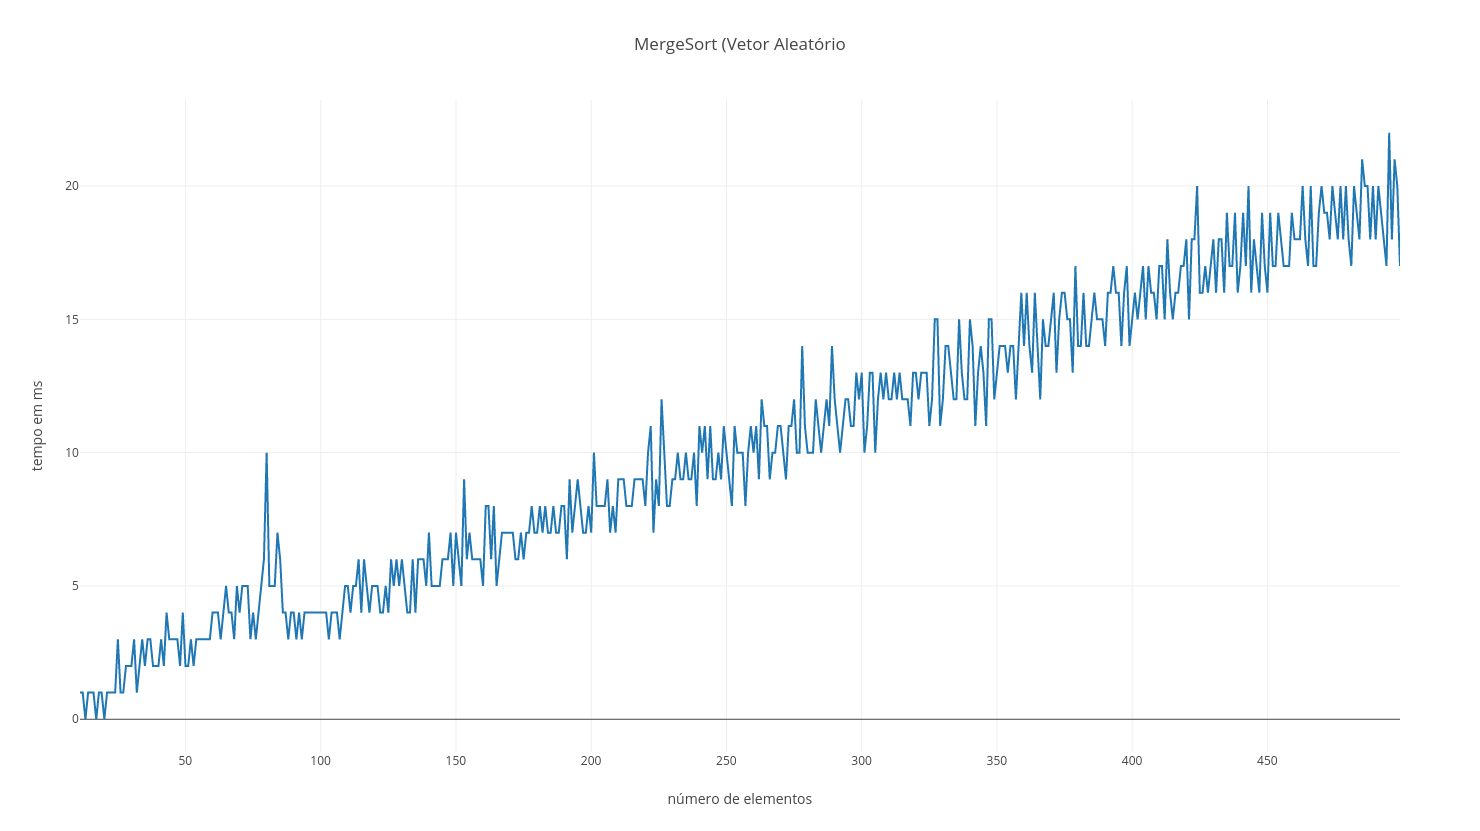 MergeSort (Vetor Aleatório
tempo em ms
20
15
10
5
0
50 100 150 200 250 300 350 400 450
número de elementos